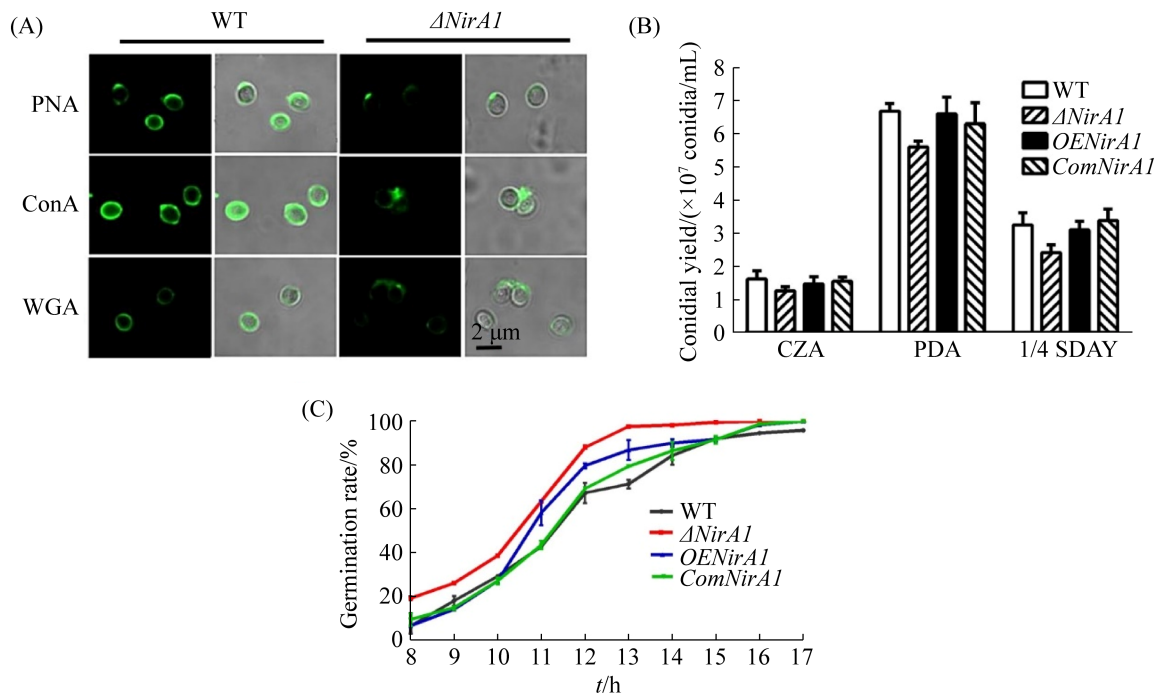 (A)
WT
ΔNirA1
PNA
ConA
WGA
2 μm
(B)
Conidial yield/(×10⁷ conidia/mL)
8
7
6
5
4
3
2
1
0
WT
ΔNirA1
OENirA1
ComNirA1
CZA
PDA
1/4 SDAY
(C)
Germination rate/%
100
80
60
40
20
0
WT
ΔNirA1
OENirA1
ComNirA1
8 9 10 11 12 13 14 15 16 17
t/h